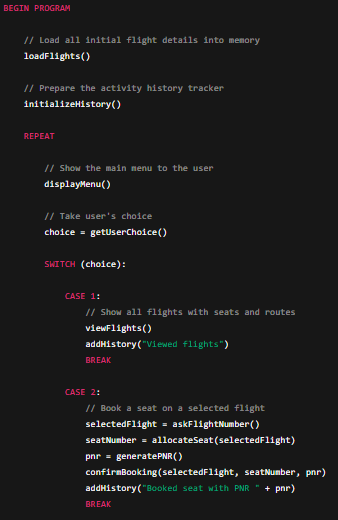 BEGIN PROGRAM
// Load all initial flight details into memory
loadFlights()
// Prepare the activity history tracker
initializeHistory()
REPEAT
// Show the main menu to the user
displayMenu()
// Take user's choice
choice = getUserChoice()
SWITCH (choice):
CASE 1:
// Show all flights with seats and routes
viewFlights()
addHistory("Viewed flights")
BREAK
CASE 2:
// Book a seat on a selected flight
selectedFlight = askFlightNumber()
seatNumber = allocateSeat(selectedFlight)
pnr = generatePNR()
confirmBooking(selectedFlight, seatNumber, pnr)
addHistory("Booked seat with PNR " + pnr)
BREAK